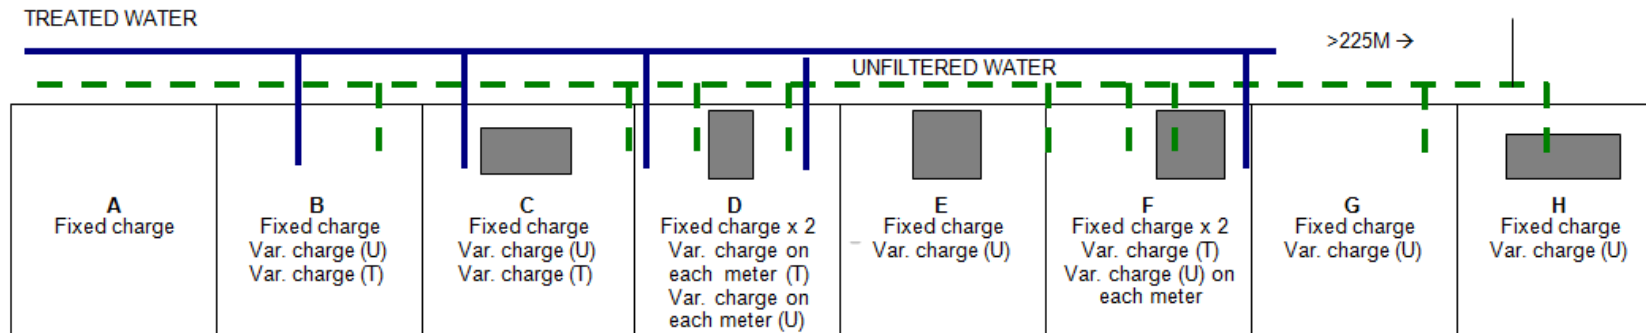 TREATED WATER
>225M →
UNFILTERED WATER
A
Fixed charge
B
Fixed charge
Var. charge (U)
Var. charge (T)
C
Fixed charge
Var. charge (U)
Var. charge (T)
D
Fixed charge x 2
Var. charge on
each meter (T)
Var. charge on
each meter (U)
E
Fixed charge
Var. charge (U)
F
Fixed charge x 2
Var. charge (T)
Var. charge (U) on
each meter
G
Fixed charge
Var. charge (U)
H
Fixed charge
Var. charge (U)